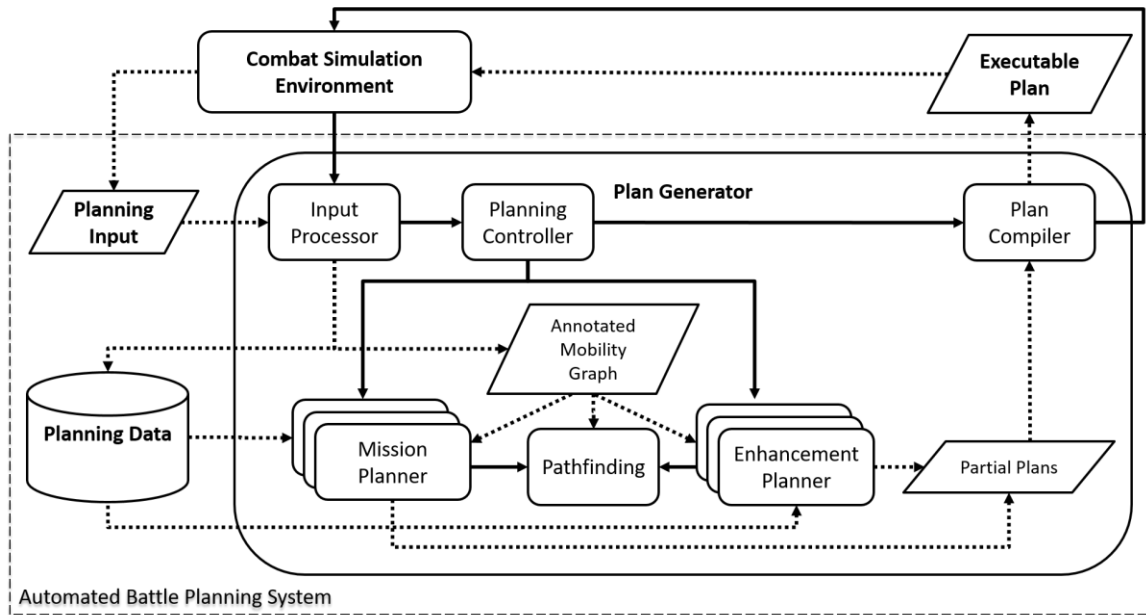 Combat Simulation
Environment
Executable
Plan
Planning
Input
Input
Processor
Planning
Controller
Plan Generator
Plan
Compiler
Annotated
Mobility
Graph
Planning Data
Mission
Planner
Pathfinding
Enhancement
Planner
Partial Plans
Automated Battle Planning System